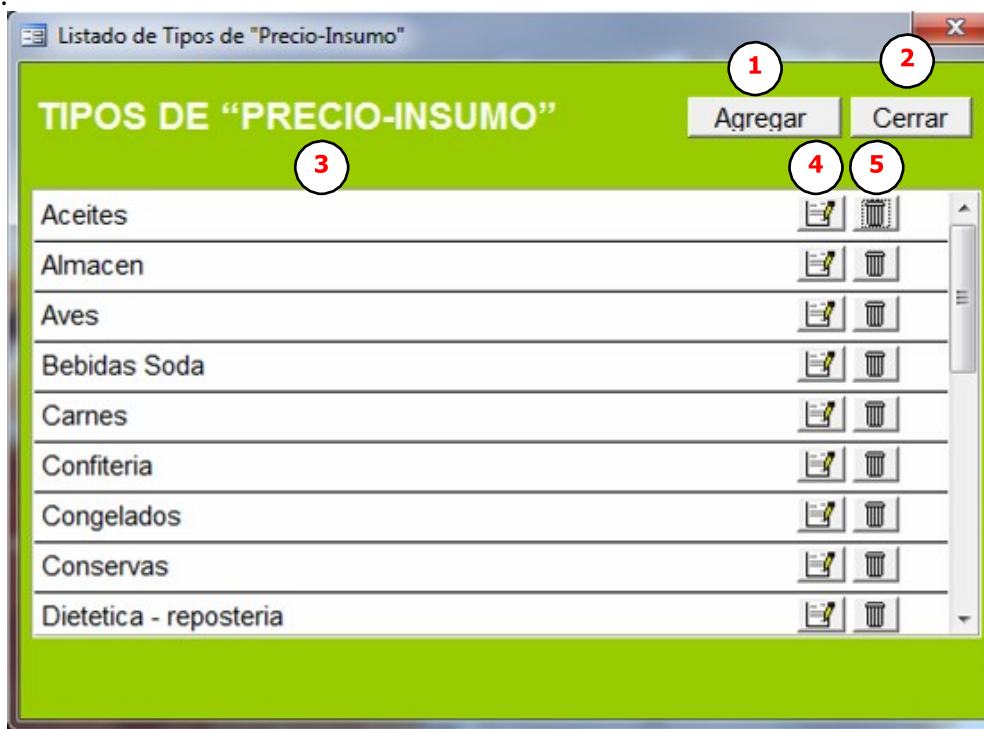 .
Listado de Tipos de "Precio-Insumo"
1
2
TIPOS DE “PRECIO-INSUMO”
Agregar
Cerrar
3
4
5
Aceites
Almacen
Aves
Bebidas Soda
Carnes
Confiteria
Congelados
Conservas
Dietetica - reposteria